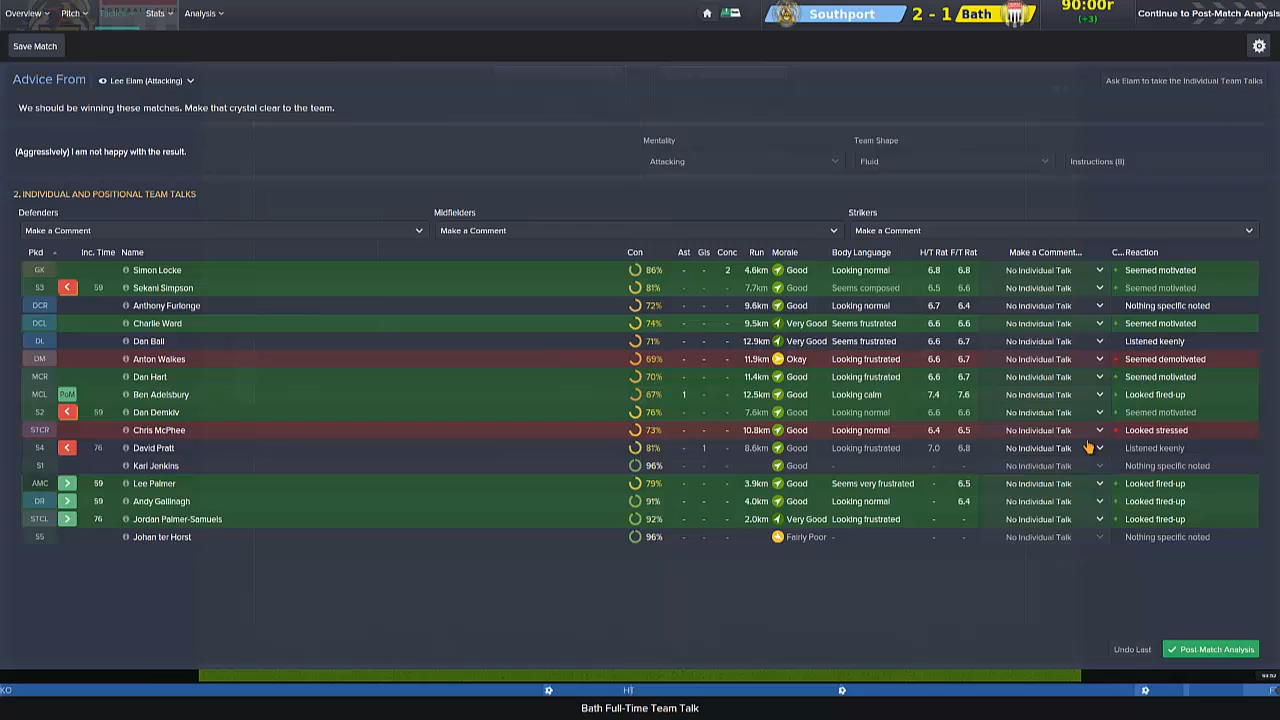 Overview Pitch Tactics Stats Analysis Southport 2 - 1 Bath 90:00r (+3) Continue to Post-Match Analysis
Save Match
Advice From Lee Elam (Attacking) Ask Elam to take the Individual Team Talks
We should be winning these matches. Make that crystal clear to the team.
Mentality Team Shape
(Aggressively) I am not happy with the result.
Attacking Fluid Instructions (8)
2. INDIVIDUAL AND POSITIONAL TEAM TALKS
Defenders Midfielders Strikers
Make a Comment Make a Comment Make a Comment
Pkd Inc. Time Name Con Ast Gls Conc Run Morale Body Language H/T Rat F/T Rat Make a Comment... C... Reaction
GK Simon Locke 86% - - 2 4.6km Good Looking normal 6.8 6.8 No Individual Talk Seemed motivated
S3 59 Sekani Simpson 81% - - - 7.7km Good Seems composed 6.5 6.6 No Individual Talk Seemed motivated
DCR Anthony Furlonge 72% - - - 9.6km Good Looking normal 6.7 6.4 No Individual Talk Nothing specific noted
DCL Charlie Ward 74% - - - 9.5km Very Good Seems frustrated 6.6 6.6 No Individual Talk Seemed motivated
DL Dan Ball 71% - - - 12.9km Very Good Seems frustrated 6.6 6.7 No Individual Talk Listened keenly
DM Anton Walkes 69% - - - 11.9km Okay Looking frustrated 6.6 6.7 No Individual Talk Seemed demotivated
MCR Dan Hart 70% - - - 11.4km Good Looking frustrated 6.6 6.7 No Individual Talk Seemed motivated
MCL PoM Ben Adelsbury 67% 1 - - 12.5km Good Looking calm 7.4 7.6 No Individual Talk Looked fired-up
S2 59 Dan Demkiv 76% - - - 7.6km Good Looking normal 6.6 6.6 No Individual Talk Seemed motivated
STCR Chris McPhee 73% - - - 10.8km Good Looking normal 6.4 6.5 No Individual Talk Looked stressed
S4 76 David Pratt 81% - 1 - 8.6km Good Looking frustrated 7.0 6.8 No Individual Talk Listened keenly
S1 Karl Jenkins 96% - - - Good - - - No Individual Talk Nothing specific noted
AMC 59 Lee Palmer 79% - - - 3.9km Good Seems very frustrated - 6.5 No Individual Talk Looked fired-up
DR 59 Andy Gallinagh 91% - - - 4.0km Good Looking normal - 6.4 No Individual Talk Looked fired-up
STCL 76 Jordan Palmer-Samuels 92% - - - 2.0km Very Good Looking frustrated - - No Individual Talk Looked fired-up
S5 Johan ter Horst 96% - - - Fairly Poor - - - No Individual Talk Nothing specific noted
Undo Last Post-Match Analysis
KO HT F
Bath Full-Time Team Talk